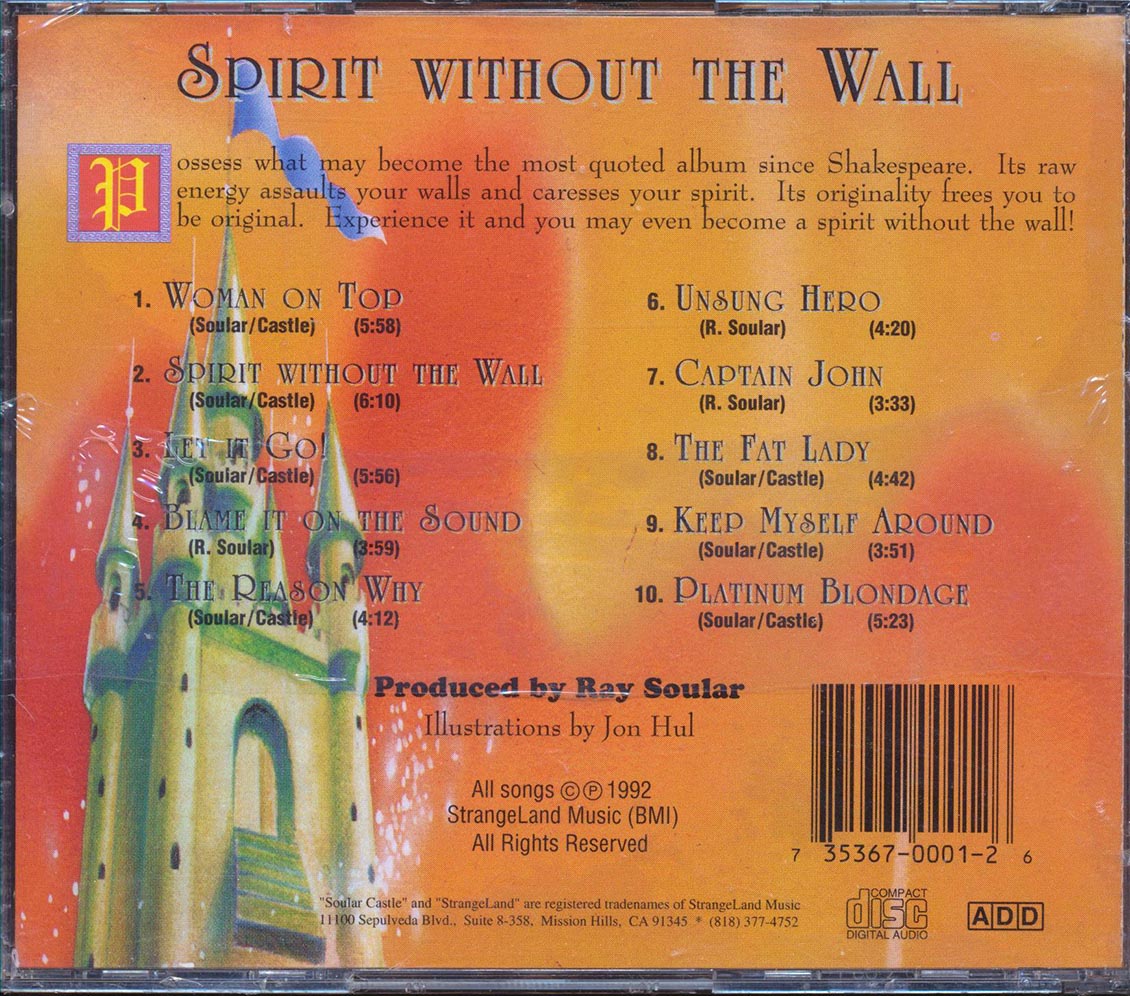 Spirit without the Wall
Possess what may become the most quoted album since Shakespeare. Its raw
energy assaults your walls and caresses your spirit. Its originality frees you to
be original. Experience it and you may even become a spirit without the wall!
1. Woman on Top
(Soular/Castle) (5:58)
2. Spirit without the Wall
(Soular/Castle) (6:10)
3. Let it Go!
(Soular/Castle) (5:56)
4. Blame it on the Sound
(R. Soular) (3:59)
5. The Reason Why
(Soular/Castle) (4:12)
6. Unsung Hero
(R. Soular) (4:20)
7. Captain John
(R. Soular) (3:33)
8. The Fat Lady
(Soular/Castle) (4:42)
9. Keep Myself Around
(Soular/Castle) (3:51)
10. Platinum Blondage
(Soular/Castle) (5:23)
Produced by Ray Soular
Illustrations by Jon Hul
All songs ©℗ 1992
StrangeLand Music (BMI)
All Rights Reserved
7 35367-0001-2 6
"Soular Castle" and "StrangeLand" are registered tradenames of StrangeLand Music
11100 Sepulveda Blvd., Suite 8-358, Mission Hills, CA 91345 * (818) 377-4752
COMPACT
disc
DIGITAL AUDIO
ADD